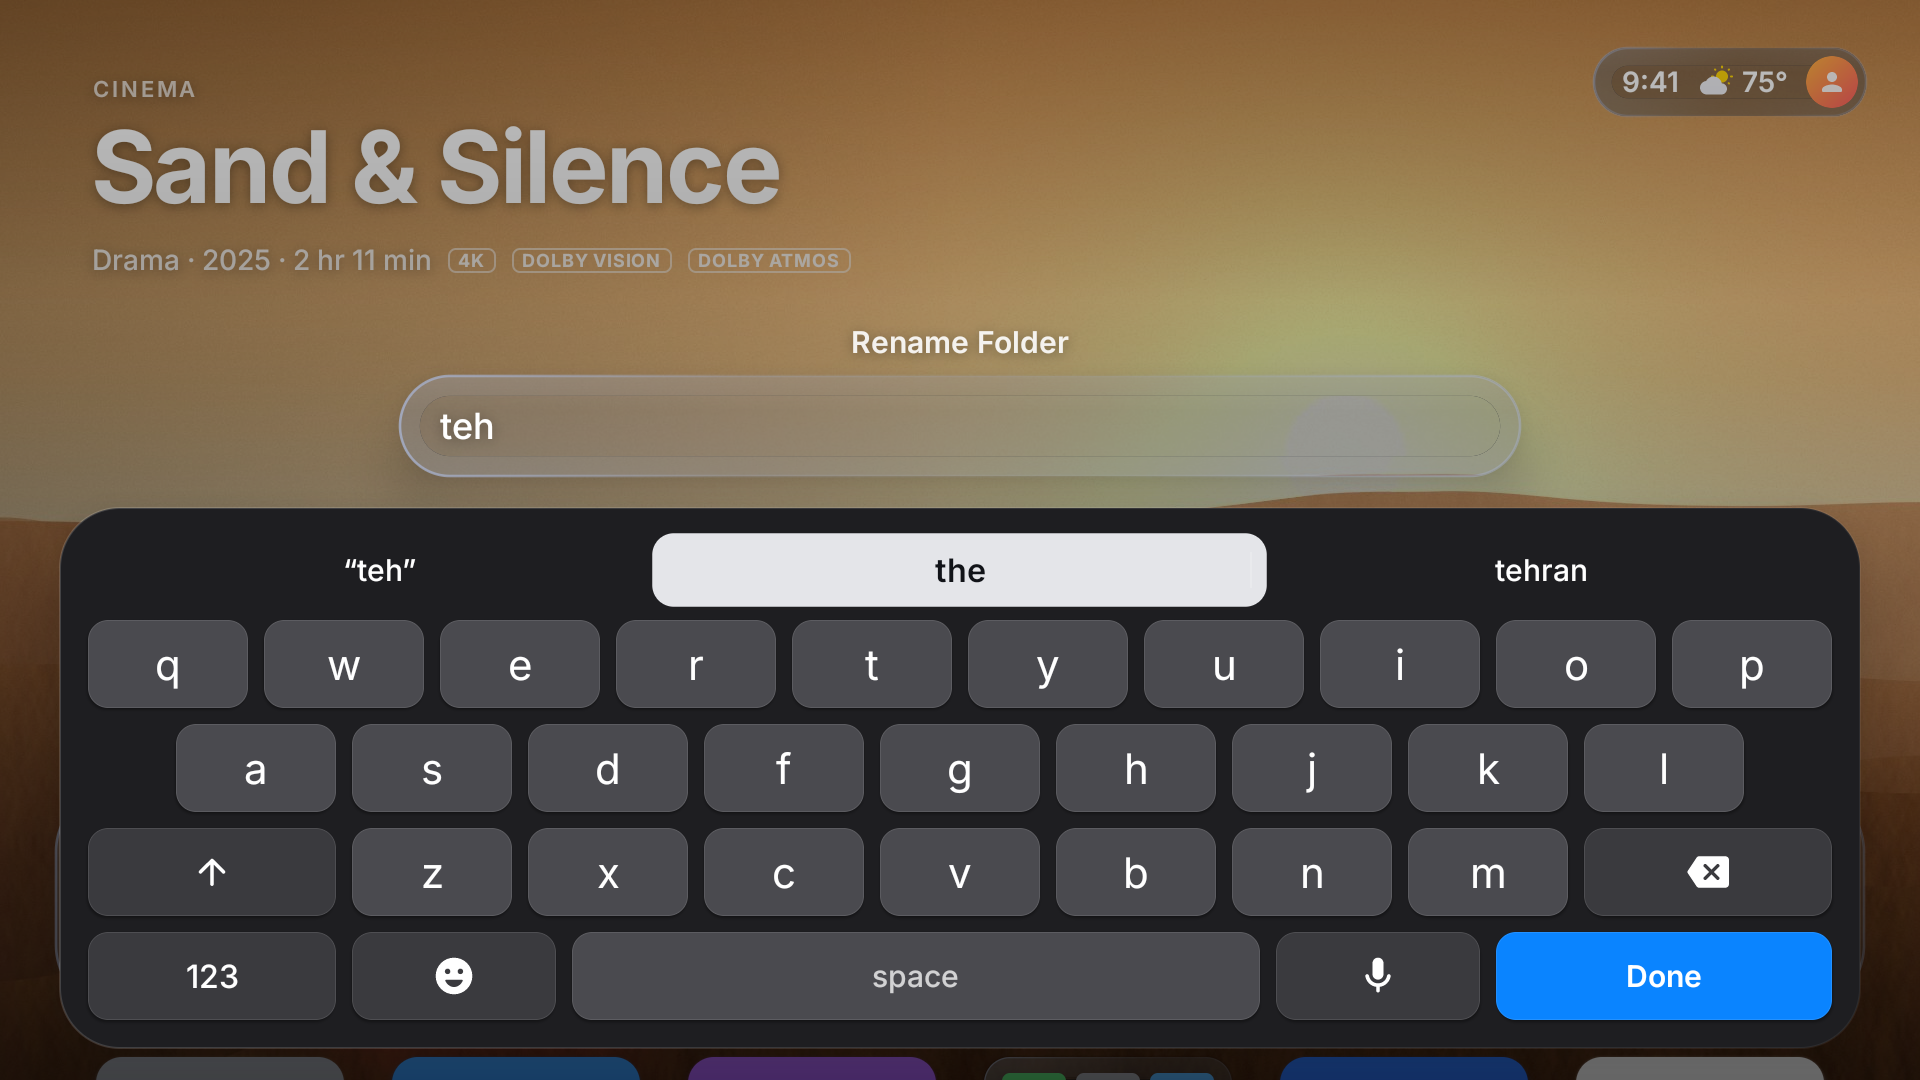 CINEMA
9:41 75°
Sand & Silence
Drama · 2025 · 2 hr 11 min 4K DOLBY VISION DOLBY ATMOS
Rename Folder
teh
“teh” the tehran
q w e r t y u i o p
a s d f g h j k l
z x c v b n m
123 space Done